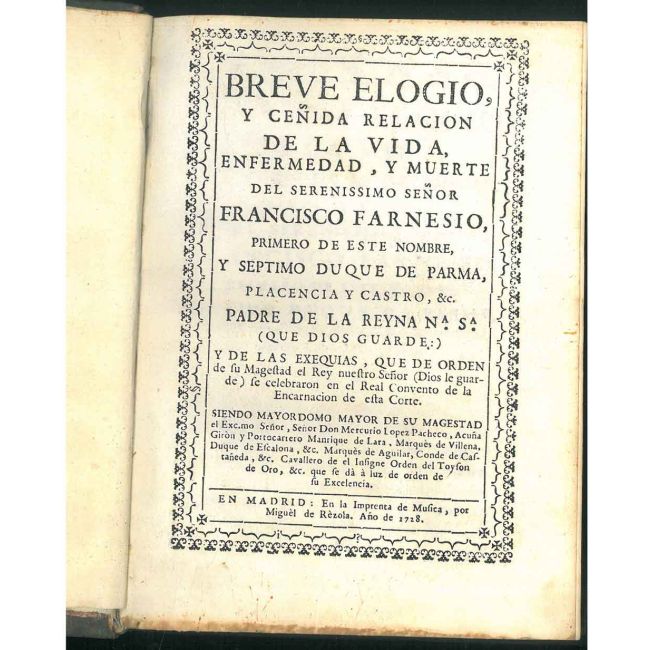 BREVE ELOGIO,
Y CEÑIDA RELACION
DE LA VIDA,
ENFERMEDAD, Y MUERTE
DEL SERENISSIMO SEÑOR
FRANCISCO FARNESIO,
PRIMERO DE ESTE NOMBRE,
Y SEPTIMO DUQUE DE PARMA,
PLACENCIA Y CASTRO, &c.
PADRE DE LA REYNA Nª. Sª.
(QUE DIOS GUARDE:)
Y DE LAS EXEQUIAS, QUE DE ORDEN
de su Magestad el Rey nuestro Señor (Dios le guar-
de) se celebraron en el Real Convento de la
Encarnacion de esta Corte.
SIENDO MAYORDOMO MAYOR DE SU MAGESTAD
el Exc.mo Señor, Señor Don Mercurio Lopez Pacheco, Acuña
Giròn y Portocarrero Manrique de Lara, Marquès de Villena,
Duque de Escalona, &c. Marquès de Aguilar, Conde de Cas-
tañeda, &c. Cavallero de el Insigne Orden del Toyson
de Oro, &c. que se dà à luz de orden de
su Excelencia.
EN MADRID: En la Imprenta de Musica, por
Miguèl de Rèzola. Año de 1728.